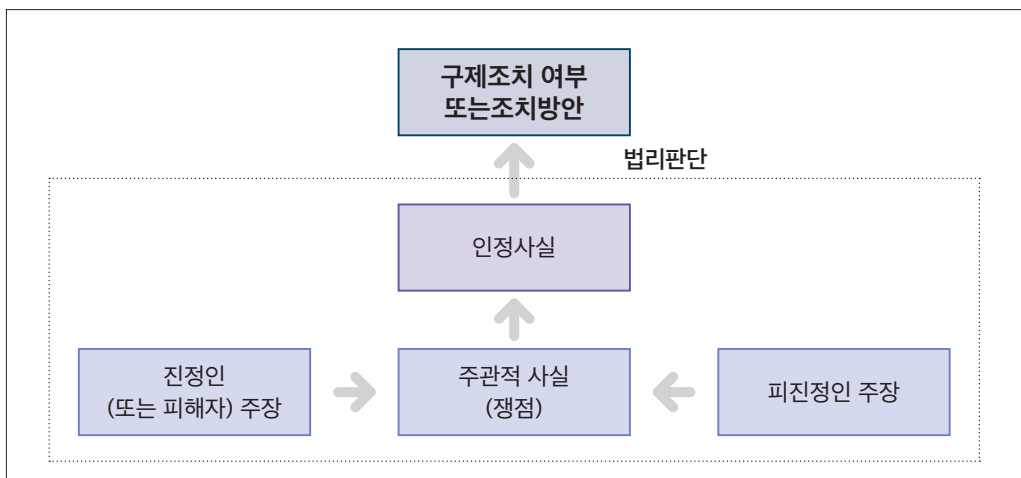 구제조치 여부
또는조치방안
법리판단
인정사실
진정인
(또는 피해자) 주장
주관적 사실
(쟁점)
피진정인 주장